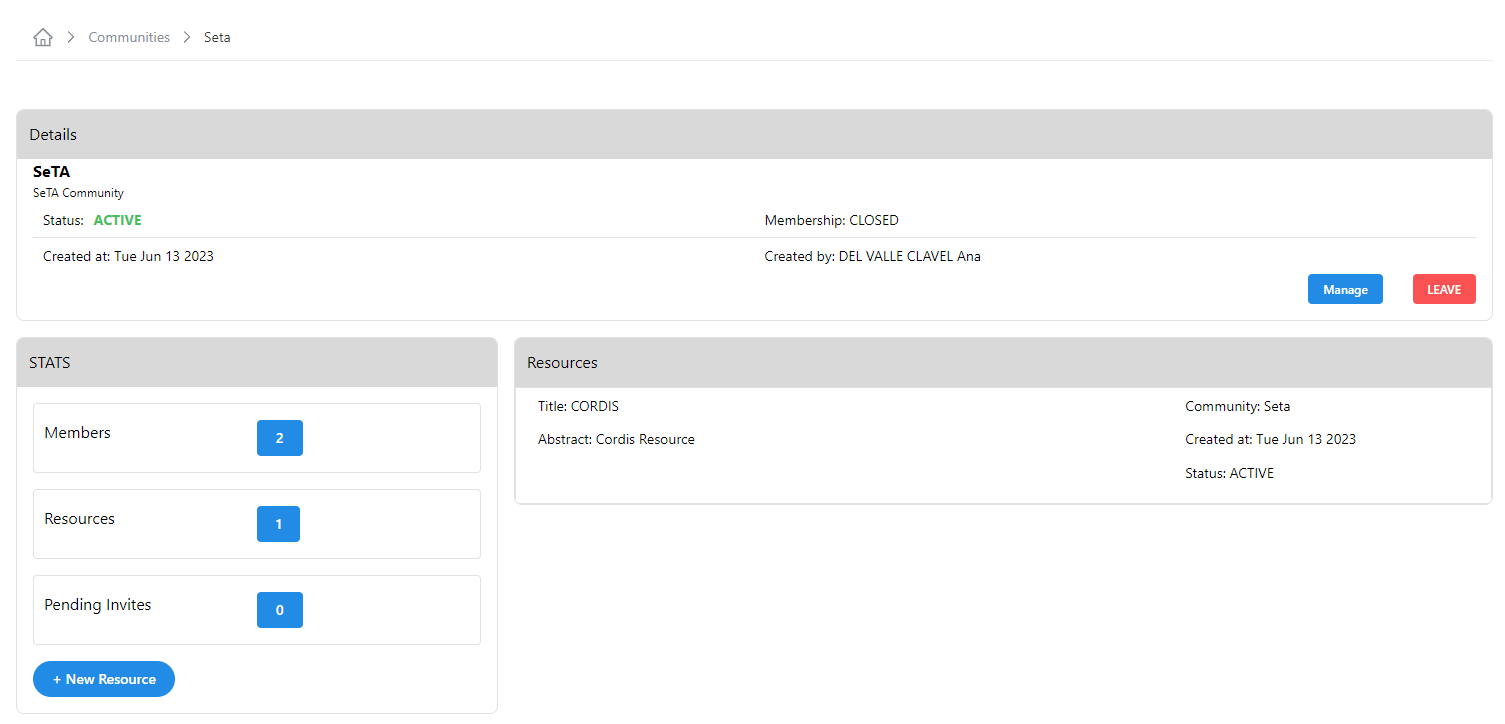 Communities Seta
Details
SeTA
SeTA Community
Status: ACTIVE Membership: CLOSED
Created at: Tue Jun 13 2023 Created by: DEL VALLE CLAVEL Ana
Manage LEAVE
STATS
Members 2
Resources 1
Pending Invites 0
+ New Resource
Resources
Title: CORDIS Community: Seta
Abstract: Cordis Resource Created at: Tue Jun 13 2023
Status: ACTIVE